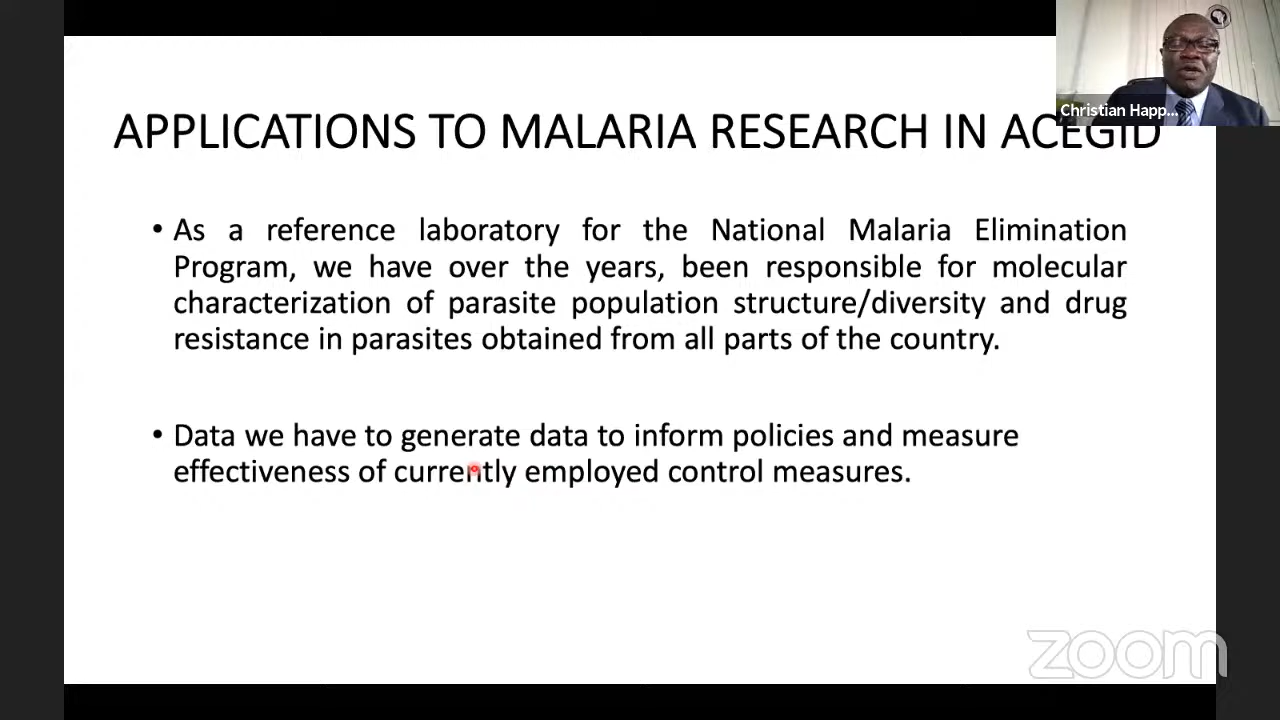 Christian Happ...
APPLICATIONS TO MALARIA RESEARCH IN ACEGID
• As a reference laboratory for the National Malaria Elimination
Program, we have over the years, been responsible for molecular
characterization of parasite population structure/diversity and drug
resistance in parasites obtained from all parts of the country.
• Data we have to generate data to inform policies and measure
effectiveness of currently employed control measures.
zoom